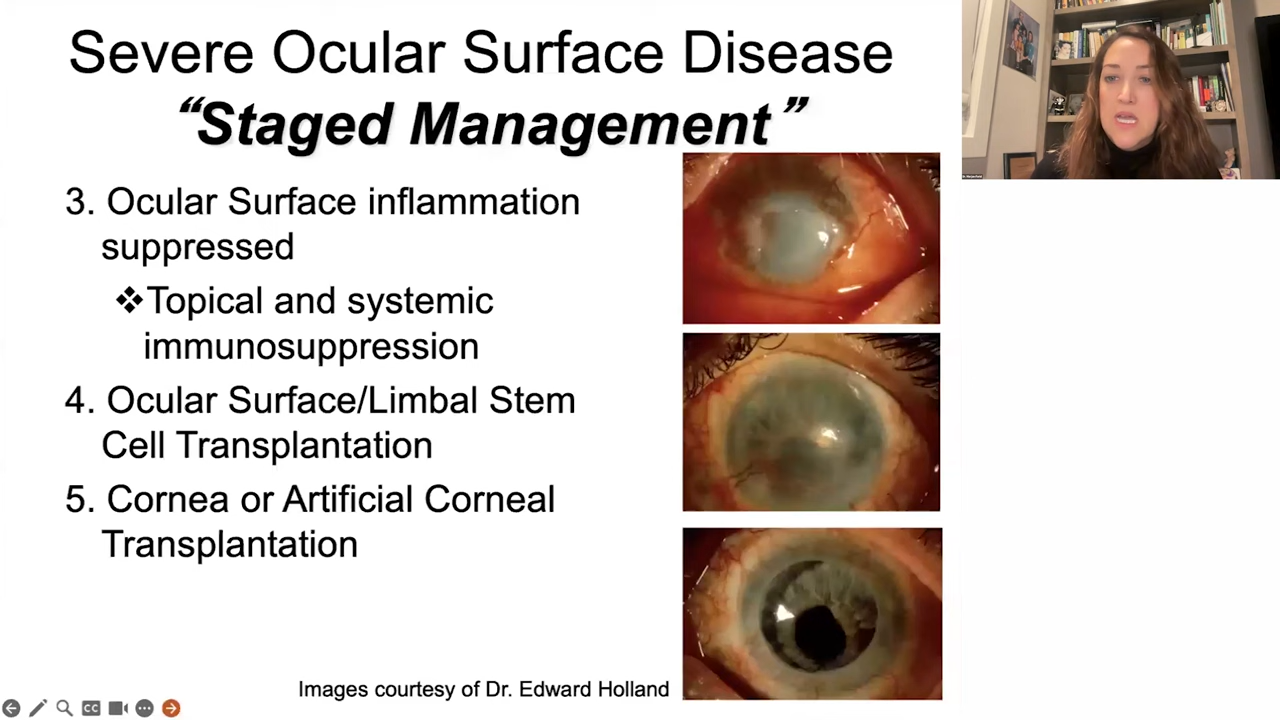 Severe Ocular Surface Disease
“Staged Management”
3. Ocular Surface inflammation
suppressed
❖Topical and systemic
immunosuppression
4. Ocular Surface/Limbal Stem
Cell Transplantation
5. Cornea or Artificial Corneal
Transplantation
Images courtesy of Dr. Edward Holland
CC